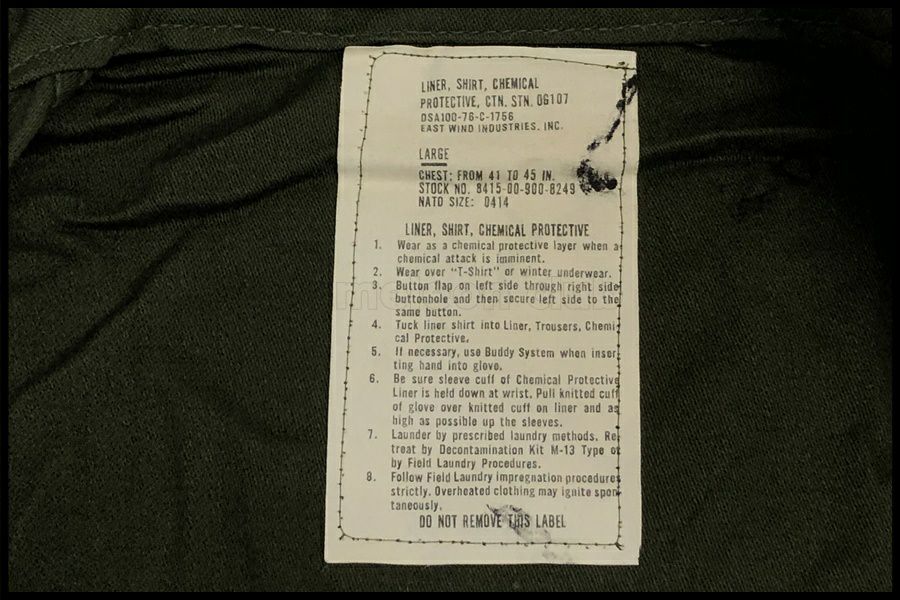 LINER, SHIRT, CHEMICAL
PROTECTIVE, CTN. STN. OG107
DSA100-76-C-1756
EAST WIND INDUSTRIES, INC.
LARGE
CHEST: FROM 41 TO 45 IN.
STOCK NO. 8415-00-900-8249
NATO SIZE: 0414
LINER, SHIRT, CHEMICAL PROTECTIVE
1. Wear as a chemical protective layer when a
chemical attack is imminent.
2. Wear over "T-Shirt" or winter underwear.
3. Button flap on left side through right side
buttonhole and then secure left side to the
same button.
4. Tuck liner shirt into Liner, Trousers, Chemi
cal Protective.
5. If necessary, use Buddy System when inser
ting hand into glove.
6. Be sure sleeve cuff of Chemical Protective
Liner is held down at wrist. Pull knitted cuff
of glove over knitted cuff on liner and as
high as possible up the sleeves.
7. Launder by prescribed laundry methods. Re
treat by Decontamination Kit M-13 Type or
by Field Laundry Procedures.
8. Follow Field Laundry impregnation procedures
strictly. Overheated clothing may ignite spon
taneously.
DO NOT REMOVE THIS LABEL